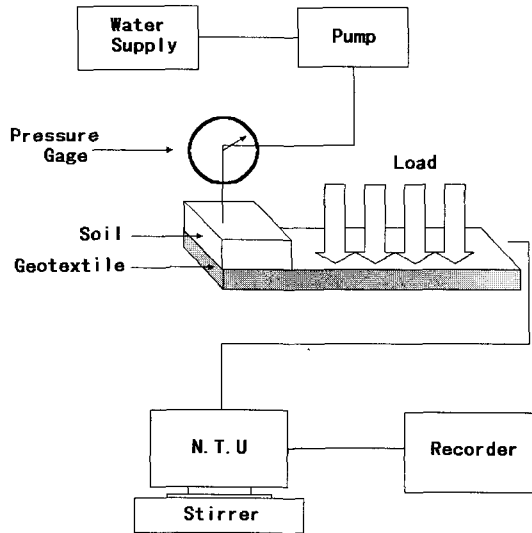 Water
Supply
Pump
Pressure
Gage
Load
Soil
Geotextile
N.T.U
Recorder
Stirrer